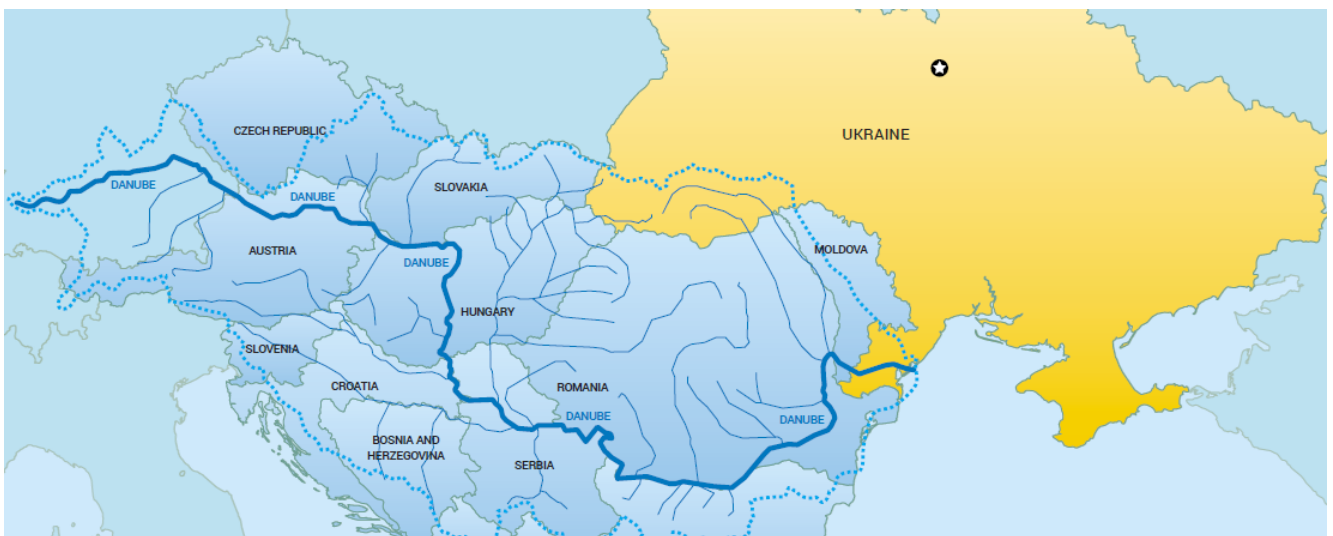 UKRAINE
CZECH REPUBLIC
DANUBE
SLOVAKIA
DANUBE
AUSTRIA
MOLDOVA
DANUBE
HUNGARY
SLOVENIA
CROATIA
ROMANIA
DANUBE
DANUBE
BOSNIA AND
HERZEGOVINA
SERBIA